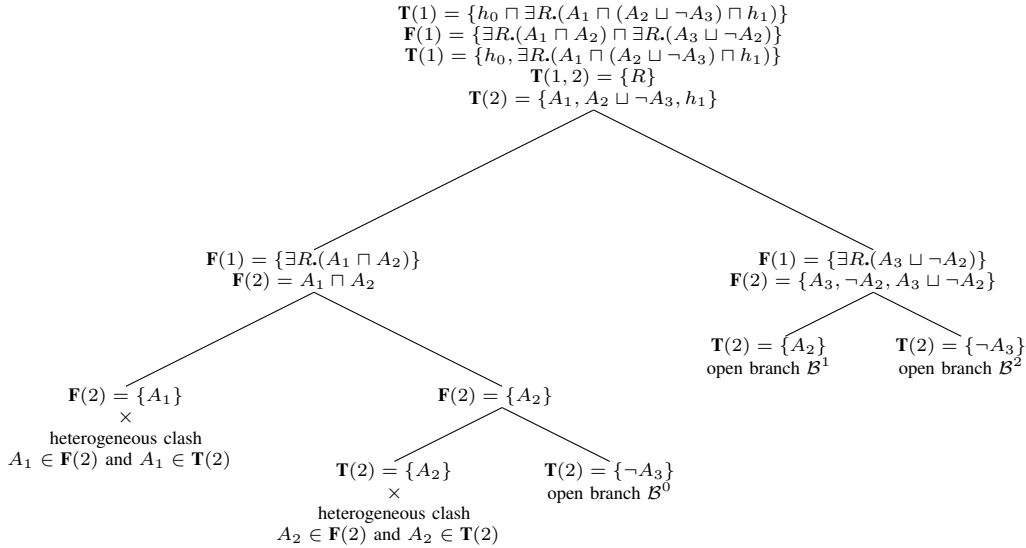 T(1) = {h₀ ⊓ ∃R.(A₁ ⊓ (A₂ ⊔ ¬A₃) ⊓ h₁)}
F(1) = {∃R.(A₁ ⊓ A₂) ⊓ ∃R.(A₃ ⊔ ¬A₂)}
T(1) = {h₀, ∃R.(A₁ ⊓ (A₂ ⊔ ¬A₃) ⊓ h₁)}
T(1, 2) = {R}
T(2) = {A₁, A₂ ⊔ ¬A₃, h₁}
F(1) = {∃R.(A₁ ⊓ A₂)}
F(2) = A₁ ⊓ A₂
F(1) = {∃R.(A₃ ⊔ ¬A₂)}
F(2) = {A₃, ¬A₂, A₃ ⊔ ¬A₂}
T(2) = {A₂}
open branch ℬ¹
T(2) = {¬A₃}
open branch ℬ²
F(2) = {A₁}
×
heterogeneous clash
A₁ ∈ F(2) and A₁ ∈ T(2)
F(2) = {A₂}
T(2) = {A₂}
×
heterogeneous clash
A₂ ∈ F(2) and A₂ ∈ T(2)
T(2) = {¬A₃}
open branch ℬ⁰